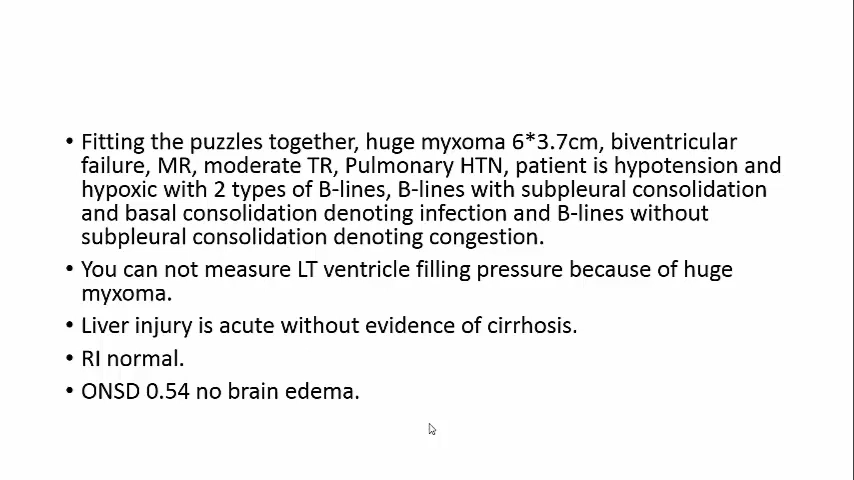 • Fitting the puzzles together, huge myxoma 6*3.7cm, biventricular
failure, MR, moderate TR, Pulmonary HTN, patient is hypotension and
hypoxic with 2 types of B-lines, B-lines with subpleural consolidation
and basal consolidation denoting infection and B-lines without
subpleural consolidation denoting congestion.
• You can not measure LT ventricle filling pressure because of huge
myxoma.
• Liver injury is acute without evidence of cirrhosis.
• RI normal.
• ONSD 0.54 no brain edema.